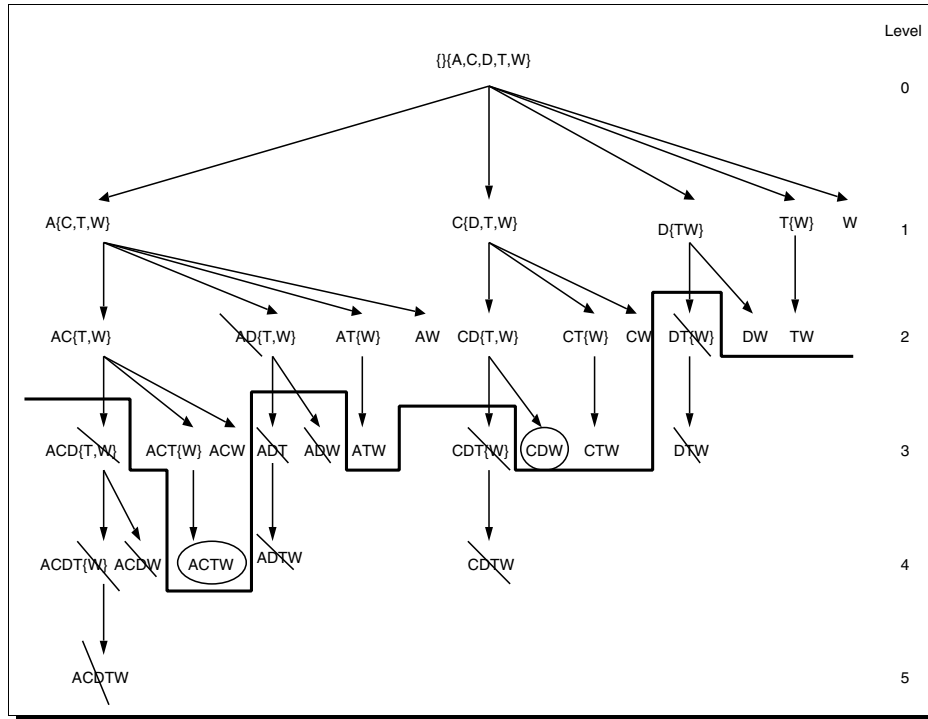 Level
{}{A,C,D,T,W}
0
A{C,T,W} C{D,T,W} D{TW} T{W} W
1
AC{T,W} AD{T,W} AT{W} AW CD{T,W} CT{W} CW DT{W} DW TW 2
ACD{T,W} ACT{W} ACW ADT ADW ATW CDT{W} CDW CTW DTW 3
ACDT{W} ACDW ACTW ADTW CDTW 4
ACDTW 5